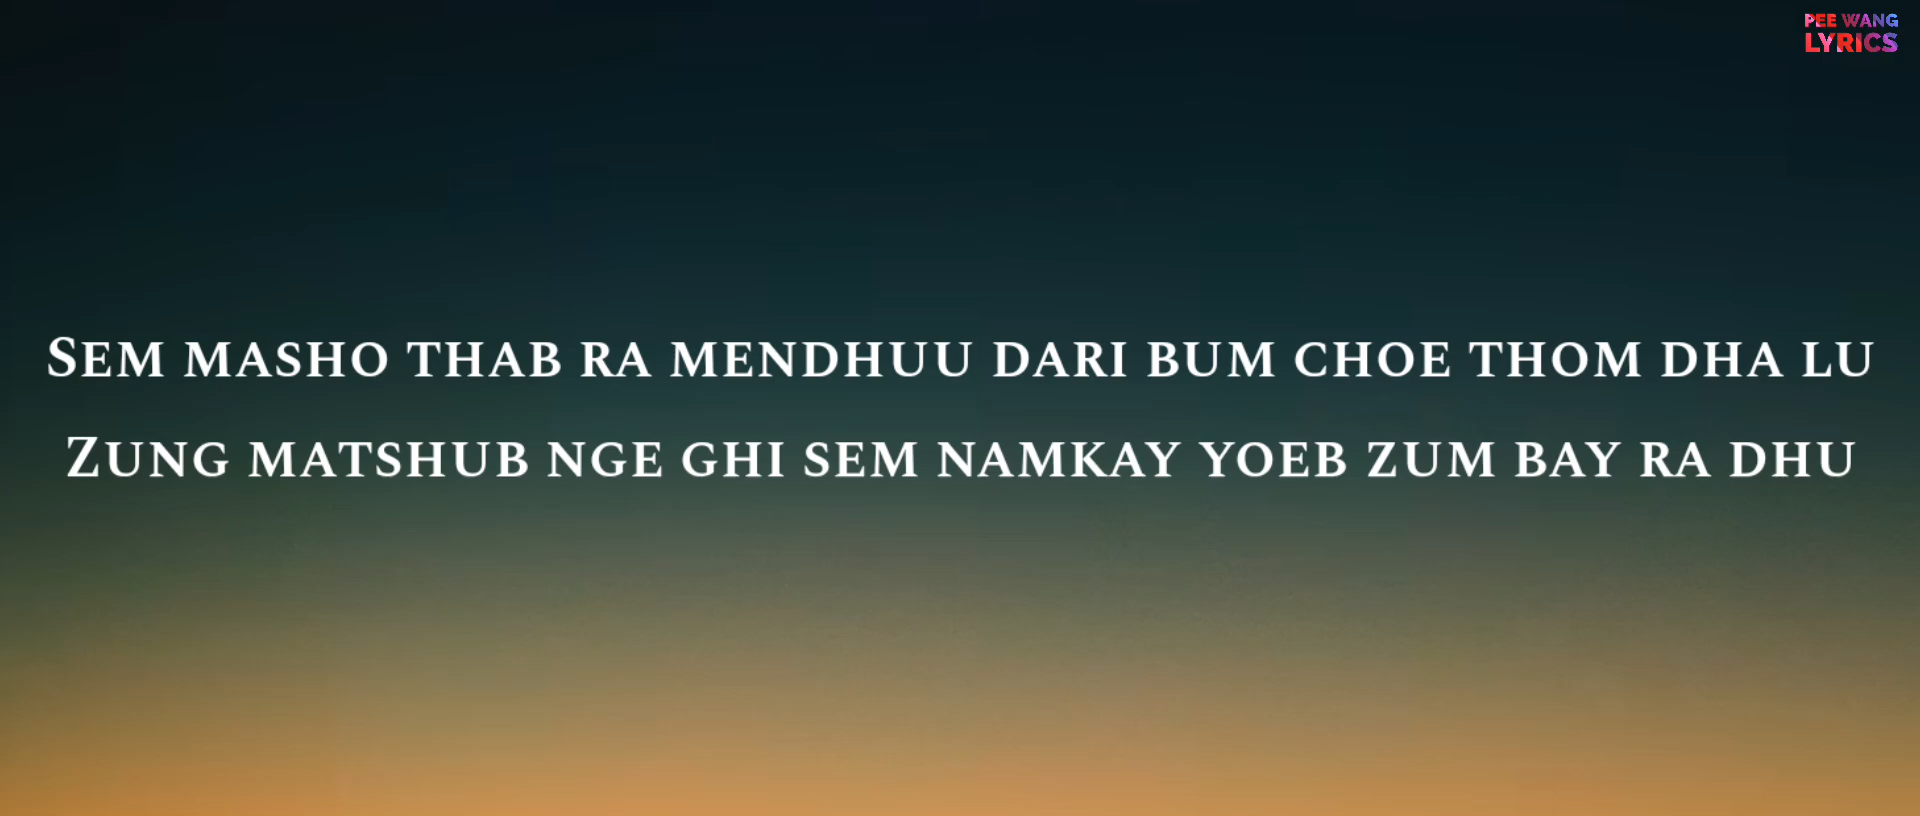 PEE WANG
LYRICS
Sem masho thab ra mendhuu dari bum choe thom dha lu
Zung matshub nge ghi sem namkay yoeb zum bay ra dhu